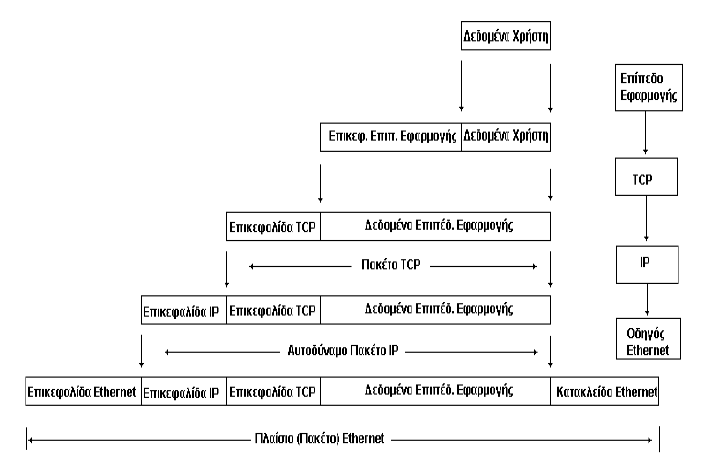 Δεδομένα Χρήστη
Επίπεδο
Εφαρμογής
Επικεφ. Επιπ. Εφαρμογής Δεδομένα Χρήστη
TCP
Επικεφαλίδα TCP Δεδομένα Επιπέδ. Εφαρμογής
Πακέτο TCP
IP
Επικεφαλίδα IP Επικεφαλίδα TCP Δεδομένα Επιπέδ. Εφαρμογής
Οδηγός
Ethernet
Αυτοδύναμο Πακέτο IP
Επικεφαλίδα Ethernet Επικεφαλίδα IP Επικεφαλίδα TCP Δεδομένα Επιπέδ. Εφαρμογής Κατακλείδα Ethernet
Πλαίσιο (Πακέτο) Ethernet